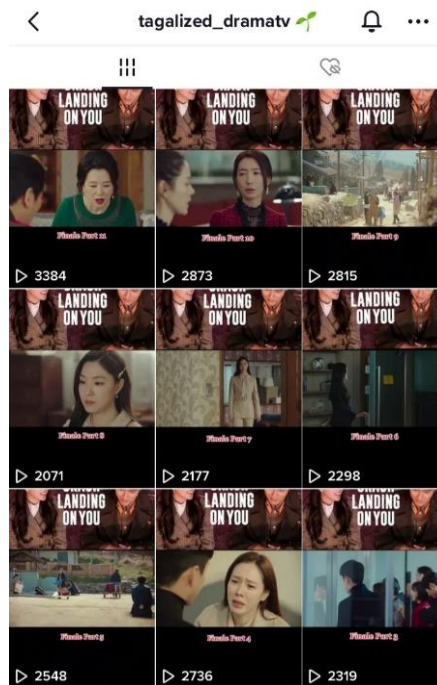 tagalized_dramatv 🌱
LANDING
ON YOU
Finale Part 11
3384
LANDING
ON YOU
Finale Part 10
2873
LANDING
ON YOU
Finale Part 9
2815
LANDING
ON YOU
Finale Part 8
2071
LANDING
ON YOU
Finale Part 7
2177
LANDING
ON YOU
Finale Part 6
2298
LANDING
ON YOU
Finale Part 5
2548
LANDING
ON YOU
Finale Part 4
2736
LANDING
ON YOU
Finale Part 3
2319